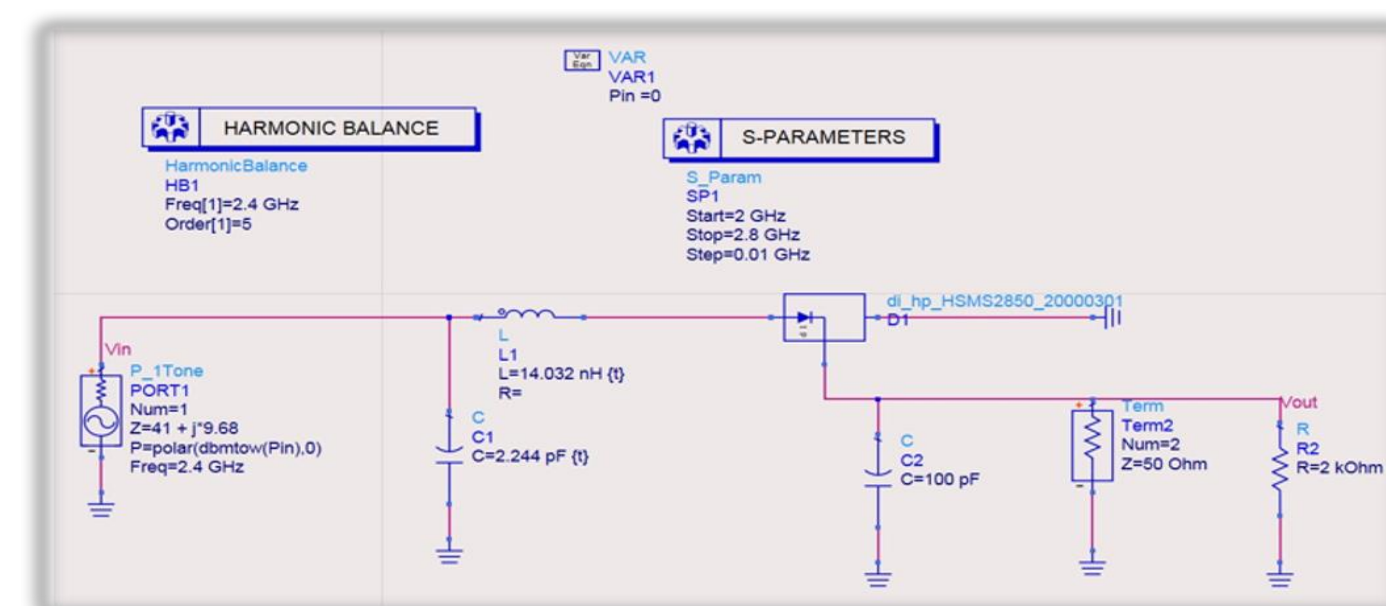 Var
Eqn
VAR
VAR1
Pin =0
HARMONIC BALANCE
HarmonicBalance
HB1
Freq[1]=2.4 GHz
Order[1]=5
S-PARAMETERS
S_Param
SP1
Start=2 GHz
Stop=2.8 GHz
Step=0.01 GHz
di_hp_HSMS2850_20000301
D1
Vin
P_1Tone
PORT1
Num=1
Z=41 + j*9.68
P=polar(dbmtow(Pin),0)
Freq=2.4 GHz
L
L1
L=14.032 nH {t}
R=
C
C1
C=2.244 pF {t}
C
C2
C=100 pF
Term
Term2
Num=2
Z=50 Ohm
Vout
R
R2
R=2 kOhm